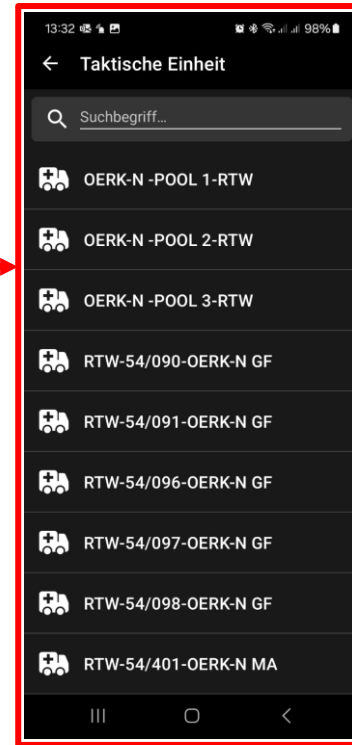 13:32 98%
Taktische Einheit
Suchbegriff...
OERK-N -POOL 1-RTW
OERK-N -POOL 2-RTW
OERK-N -POOL 3-RTW
RTW-54/090-OERK-N GF
RTW-54/091-OERK-N GF
RTW-54/096-OERK-N GF
RTW-54/097-OERK-N GF
RTW-54/098-OERK-N GF
RTW-54/401-OERK-N MA